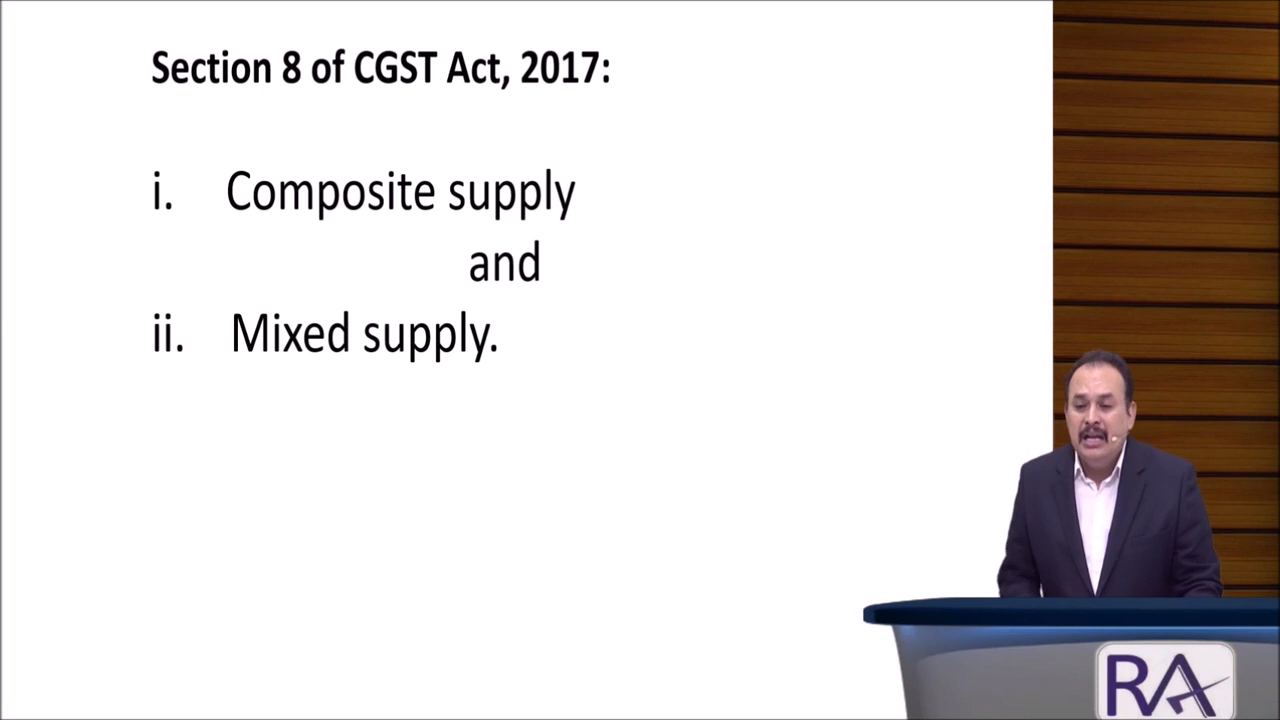 Section 8 of CGST Act, 2017:
i. Composite supply
and
ii. Mixed supply.
RA